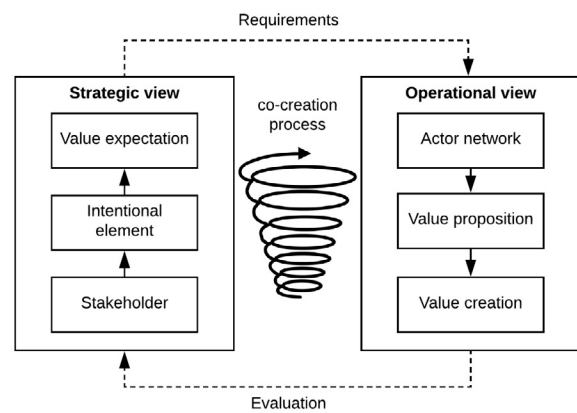 Requirements
Strategic view
Value expectation
Intentional
element
Stakeholder
co-creation
process
Operational view
Actor network
Value proposition
Value creation
Evaluation